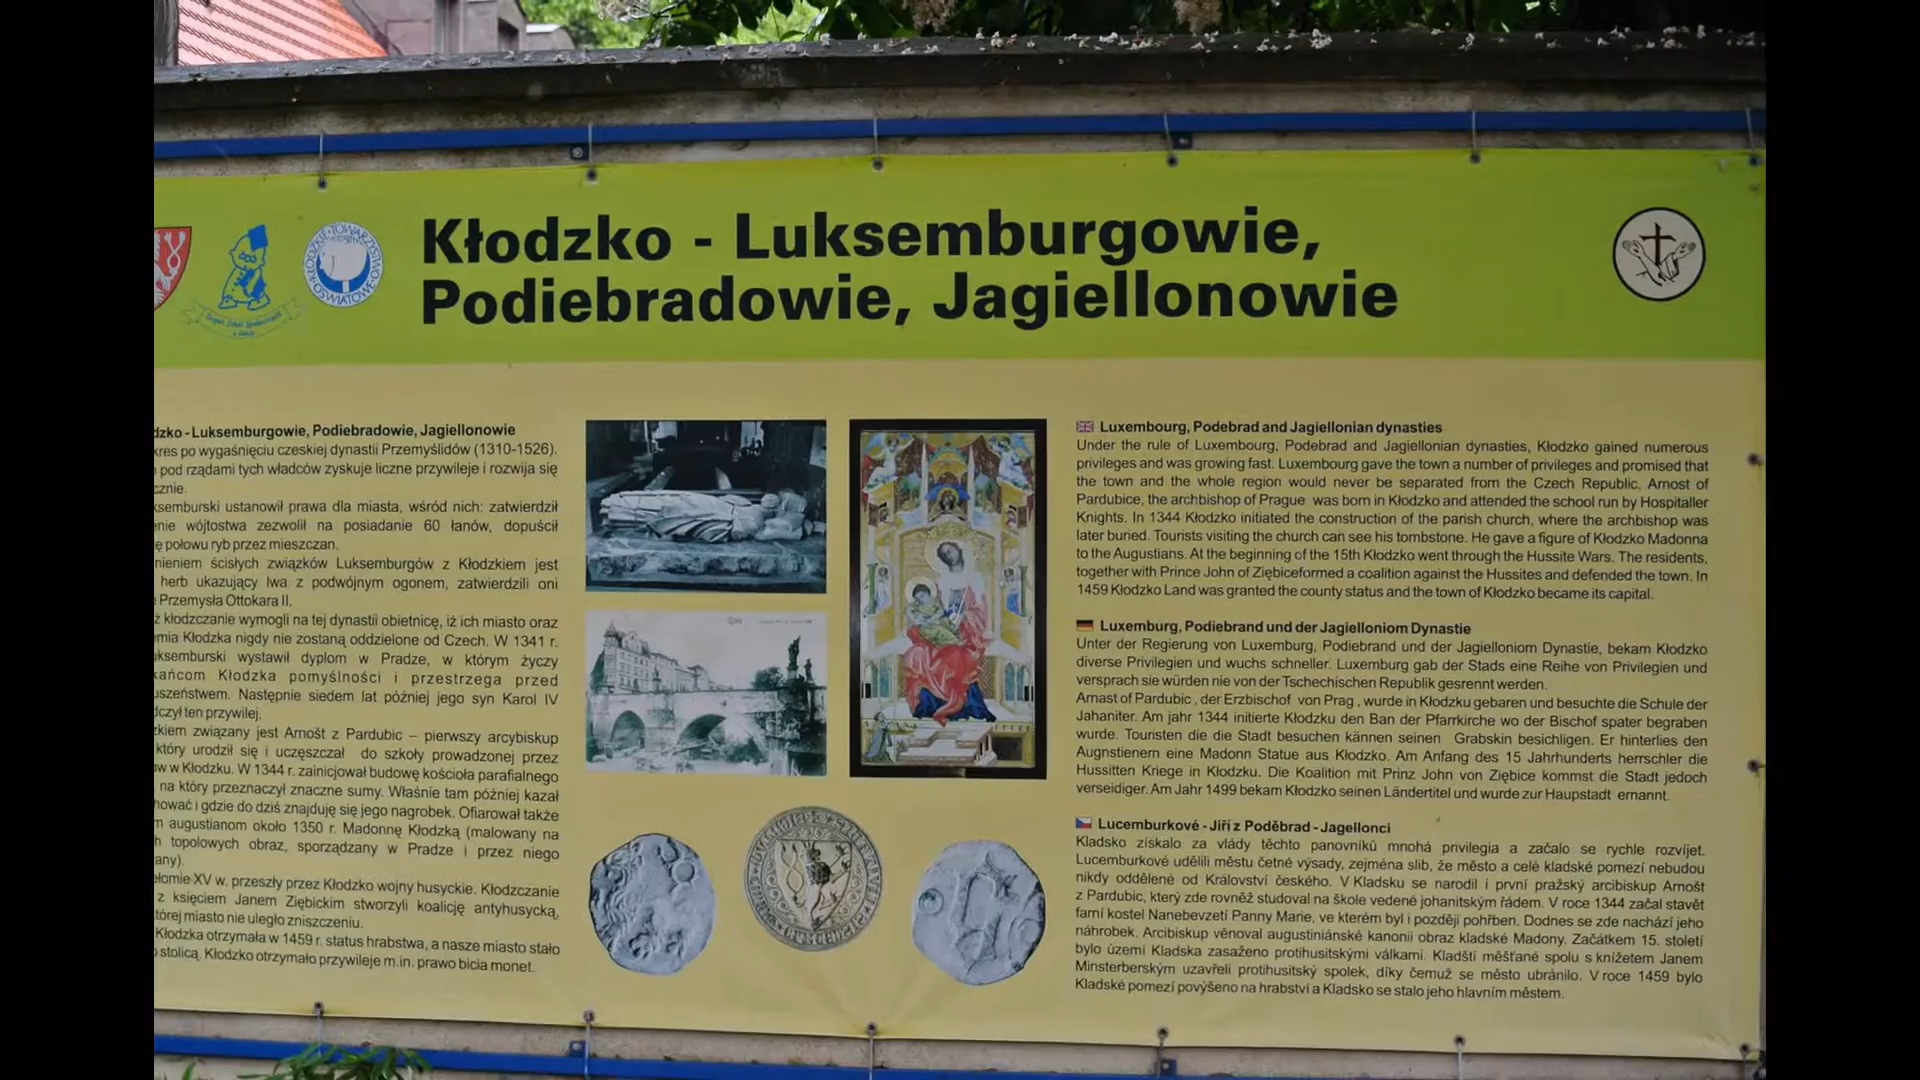 Kłodzko - Luksemburgowie,
Podiebradowie, Jagiellonowie
TOWARZYSTWO
OŚWIATOWE
dzko - Luksemburgowie, Podiebradowie, Jagiellonowie
kres po wygaśnięciu czeskiej dynastii Przemyślidów (1310-1526).
pod rządami tych władców zyskuje liczne przywileje i rozwija się
cznie.
ksemburski ustanowił prawa dla miasta, wśród nich: zatwierdził
enie wójtostwa zezwolił na posiadanie 60 łanów, dopuścił
ę połowu ryb przez mieszczan.
nieniem ścisłych związków Luksemburgów z Kłodzkiem jest
herb ukazujący lwa z podwójnym ogonem, zatwierdzili oni
Przemysła Ottokara II.
ż kłodzczanie wymogli na tej dynastii obietnicę, iż ich miasto oraz
mia Kłodzka nigdy nie zostaną oddzielone od Czech. W 1341 r.
uksemburski wystawił dyplom w Pradze, w którym życzy
kańcom Kłodzka pomyślności i przestrzega przed
uszeństwem. Następnie siedem lat później jego syn Karol IV
dczył ten przywilej.
zkiem związany jest Arnošt z Pardubic – pierwszy arcybiskup
który urodził się i uczęszczał do szkoły prowadzonej przez
ów w Kłodzku. W 1344 r. zainicjował budowę kościoła parafialnego
na który przeznaczył znaczne sumy. Właśnie tam później kazał
hować i gdzie do dziś znajduję się jego nagrobek. Ofiarował także
m augustianom około 1350 r. Madonnę Kłodzką (malowany na
h topolowych obraz, sporządzany w Pradze i przez niego
any).
ełomie XV w. przeszły przez Kłodzko wojny husyckie. Kłodzczanie
z księciem Janem Ziębickim stworzyli koalicję antyhusycką,
tórej miasto nie uległo zniszczeniu.
Kłodzka otrzymała w 1459 r. status hrabstwa, a nasze miasto stało
stolicą. Kłodzko otrzymało przywileje m.in. prawo bicia monet.
Luxembourg, Podebrad and Jagiellonian dynasties
Under the rule of Luxembourg, Podebrad and Jagiellonian dynasties, Kłodzko gained numerous
privileges and was growing fast. Luxembourg gave the town a number of privileges and promised that
the town and the whole region would never be separated from the Czech Republic. Arnost of
Pardubice, the archbishop of Prague was born in Kłodzko and attended the school run by Hospitaller
Knights. In 1344 Kłodzko initiated the construction of the parish church, where the archbishop was
later buried. Tourists visiting the church can see his tombstone. He gave a figure of Kłodzko Madonna
to the Augustians. At the beginning of the 15th Kłodzko went through the Hussite Wars. The residents,
together with Prince John of Ziębiceformed a coalition against the Hussites and defended the town. In
1459 Kłodzko Land was granted the county status and the town of Kłodzko became its capital.
Luxemburg, Podiebrand und der Jagielloniom Dynastie
Unter der Regierung von Luxemburg, Podiebrand und der Jagielloniom Dynastie, bekam Kłodzko
diverse Privilegien und wuchs schneller. Luxemburg gab der Stads eine Reihe von Privilegien und
versprach sie würden nie von der Tschechischen Republik gesrennt werden.
Arnast of Pardubic , der Erzbischof von Prag , wurde in Kłodzku gebaren und besuchte die Schule der
Jahaniter. Am jahr 1344 initierte Kłodzku den Ban der Pfarrkirche wo der Bischof spater begraben
wurde. Touristen die die Stadt besuchen kännen seinen Grabskin besichligen. Er hinterlies den
Augnstienern eine Madonn Statue aus Kłodzko. Am Anfang des 15 Jahrhunderts herrschler die
Hussitten Kriege in Kłodzku. Die Koalition mit Prinz John von Ziębice kommst die Stadt jedoch
verseidiger. Am Jahr 1499 bekam Kłodzko seinen Ländertitel und wurde zur Haupstadt ernannt.
Lucemburkové - Jiří z Poděbrad - Jagellonci
Kladsko získalo za vlády těchto panovníků mnohá privilegia a začalo se rychle rozvíjet.
Lucemburkové udělili městu četné výsady, zejména slib, že město a celé kladské pomezí nebudou
nikdy oddělené od Království českého. V Kladsku se narodil i první pražský arcibiskup Arnošt
z Pardubic, který zde rovněž studoval na škole vedené johanitským řádem. V roce 1344 začal stavět
farní kostel Nanebevzetí Panny Marie, ve kterém byl i později pohřben. Dodnes se zde nachází jeho
náhrobek. Arcibiskup věnoval augustiniánské kanonii obraz kladské Madony. Začátkem 15. století
bylo území Kladska zasaženo protihusitskými válkami. Kladští měšťané spolu s knížetem Janem
Minsterberským uzavřeli protihusitský spolek, díky čemuž se město ubránilo. V roce 1459 bylo
Kladské pomezí povýšeno na hrabství a Kladsko se stalo jeho hlavním městem.